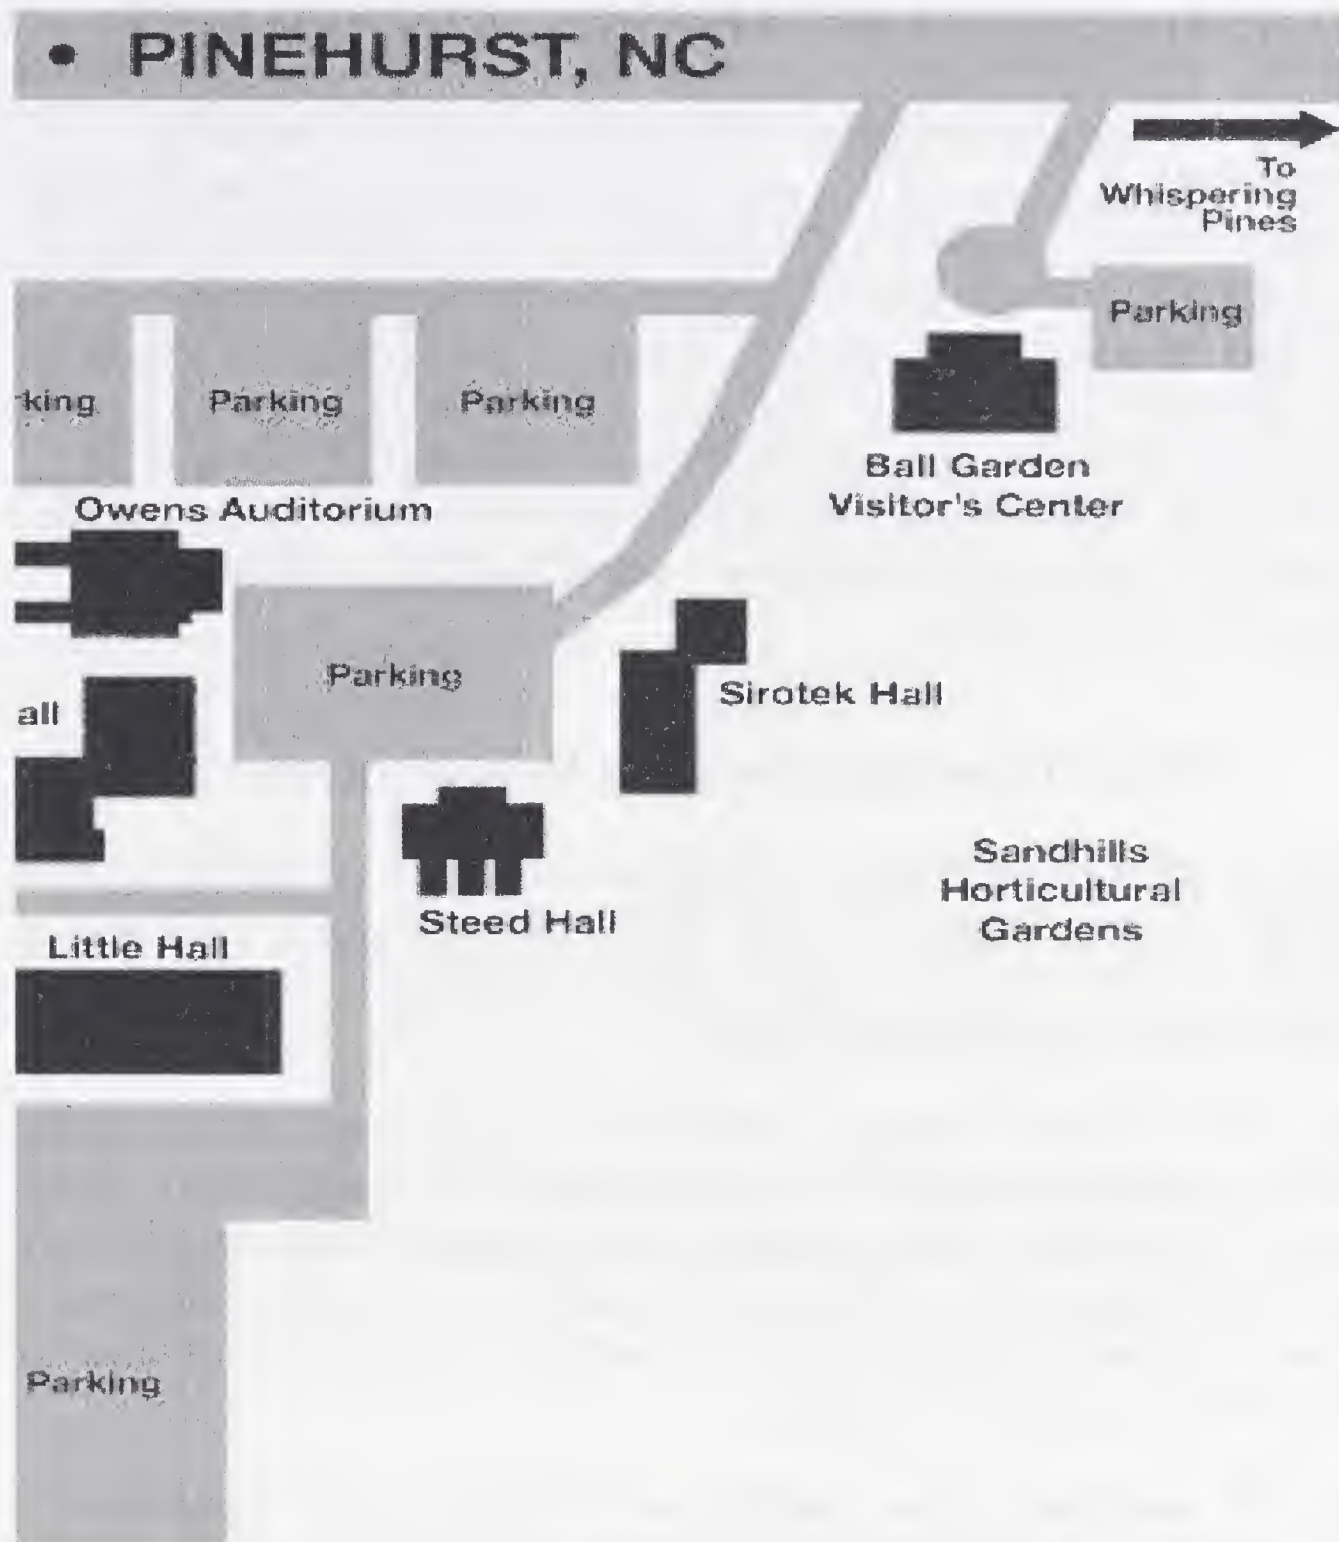 • PINEHURST, NC
To
Whispering
Pines
Parking
king
Parking
Parking
Ball Garden
Visitor's Center
Owens Auditorium
Parking
all
Sirotek Hall
Sandhills
Horticultural
Gardens
Steed Hall
Little Hall
Parking